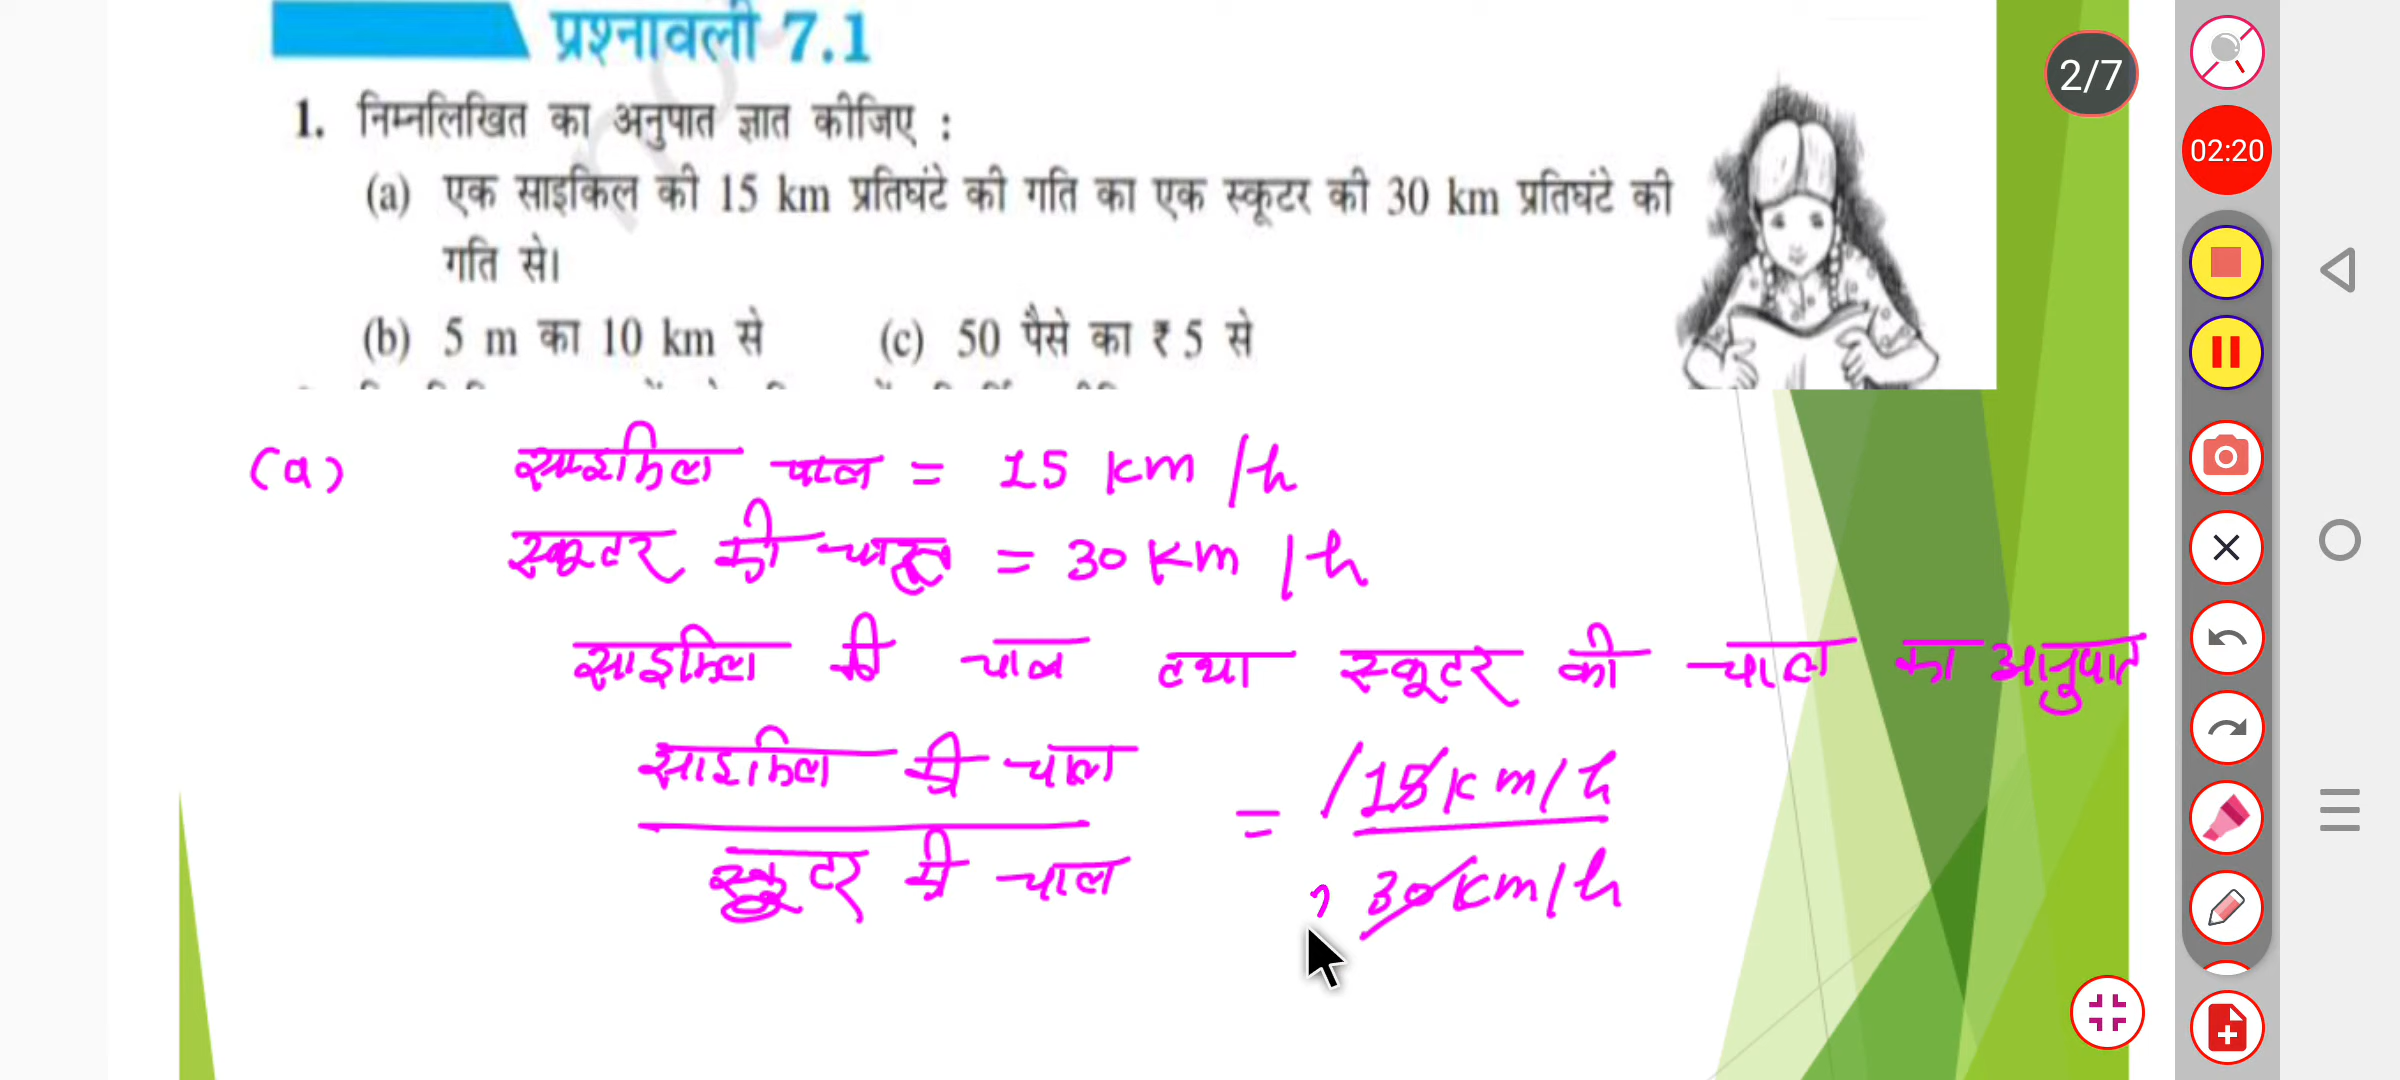 प्रश्नावली 7.1
2/7
02:20
1. निम्नलिखित का अनुपात ज्ञात कीजिए :
(a) एक साइकिल की 15 km प्रतिघंटे की गति का एक स्कूटर की 30 km प्रतिघंटे की
गति से।
(b) 5 m का 10 km से (c) 50 पैसे का ₹ 5 से
(a) साइकिल चाल = 15 km/h
स्कूटर की चाल = 30 km/h
साइकिल की चाल तथा स्कूटर की चाल का अनुपात
साइकिल की चाल = 15 km/h
स्कूटर की चाल 30 km/h